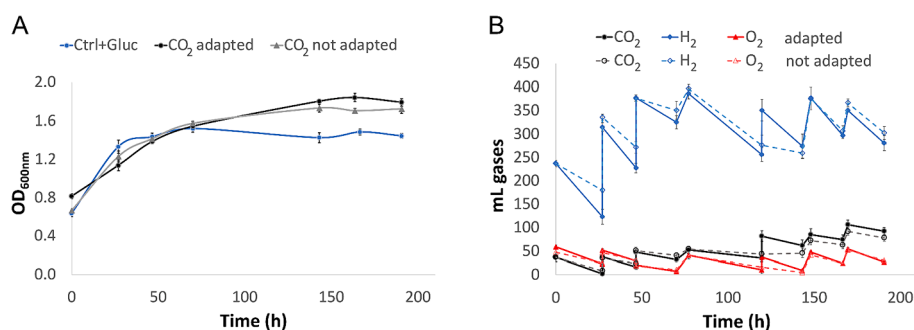 A
Ctrl+Gluc CO2 adapted CO2 not adapted
2.0
1.6
1.2
0.8
0.4
0.0
OD600nm
0 50 100 150 200
Time (h)
B
CO2 H2 O2 adapted
CO2 H2 O2 not adapted
450
400
350
300
250
200
150
100
50
0
mL gases
0 50 100 150 200
Time (h)